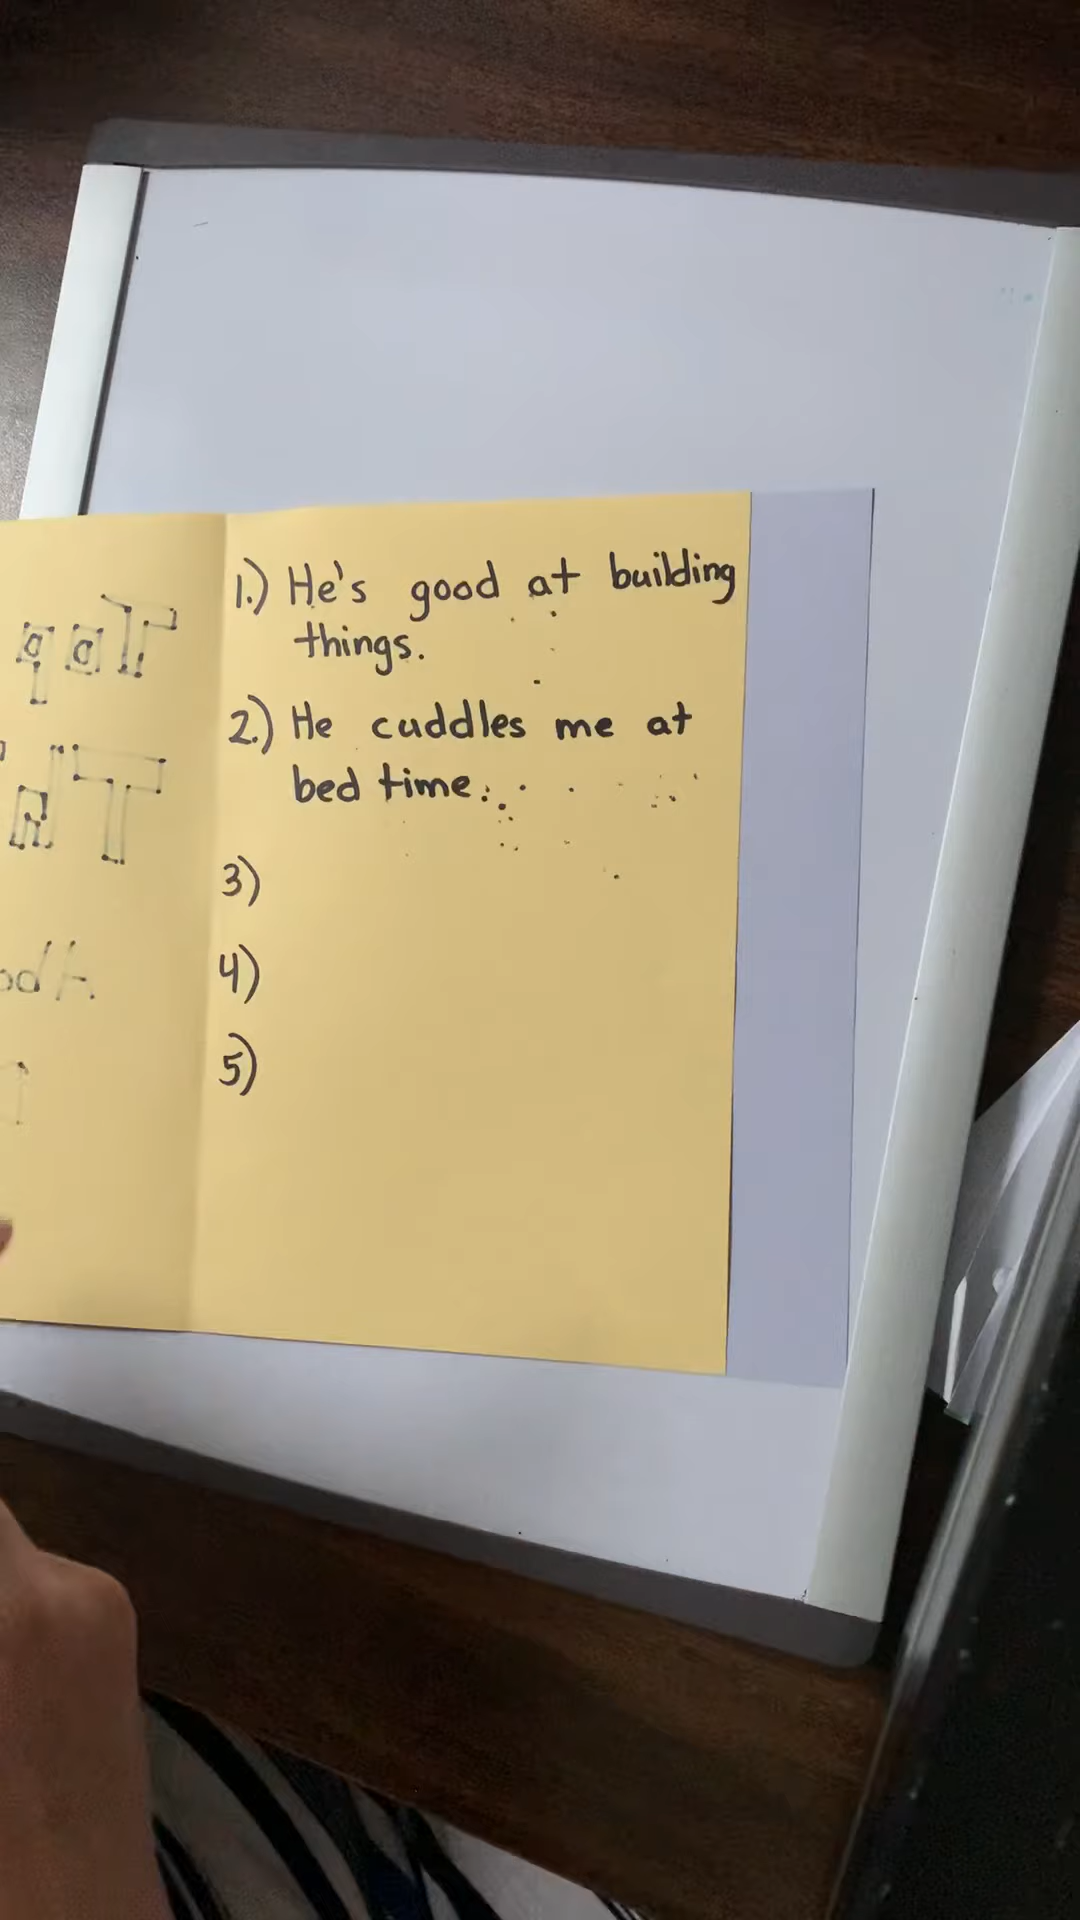 1.) He's good at building
things.
2.) He cuddles me at
bed time.
3)
4)
5)